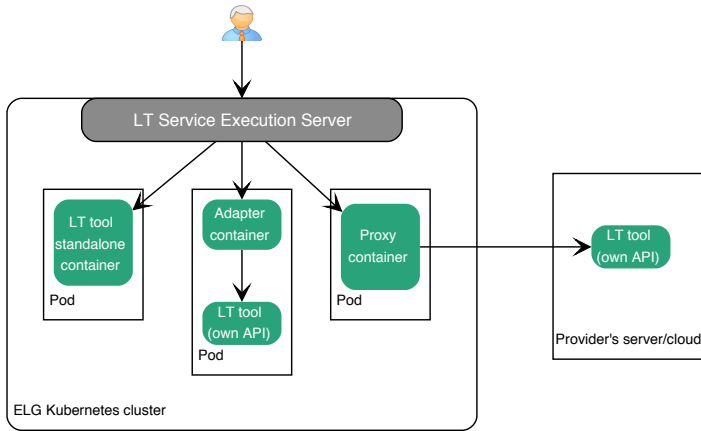 LT Service Execution Server
LT tool
standalone
container
Pod
Adapter
container
LT tool
(own API)
Pod
Proxy
container
Pod
LT tool
(own API)
Provider's server/cloud
ELG Kubernetes cluster